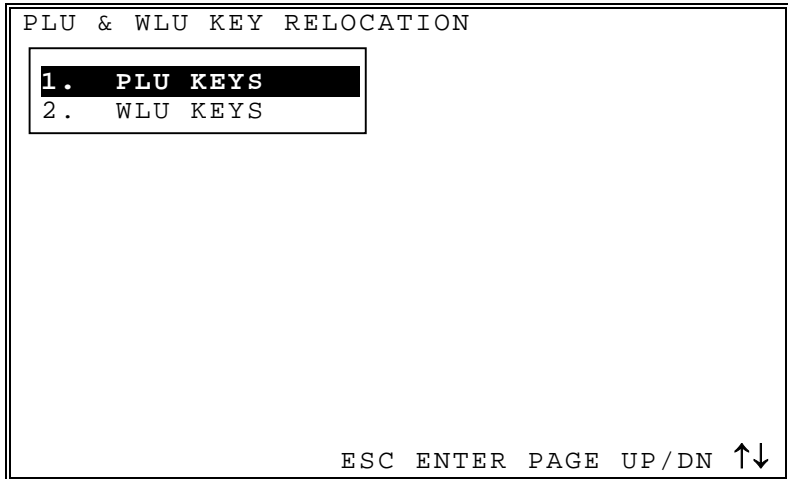 PLU & WLU KEY RELOCATION
1. PLU KEYS
2. WLU KEYS
ESC ENTER PAGE UP/DN ↑↓